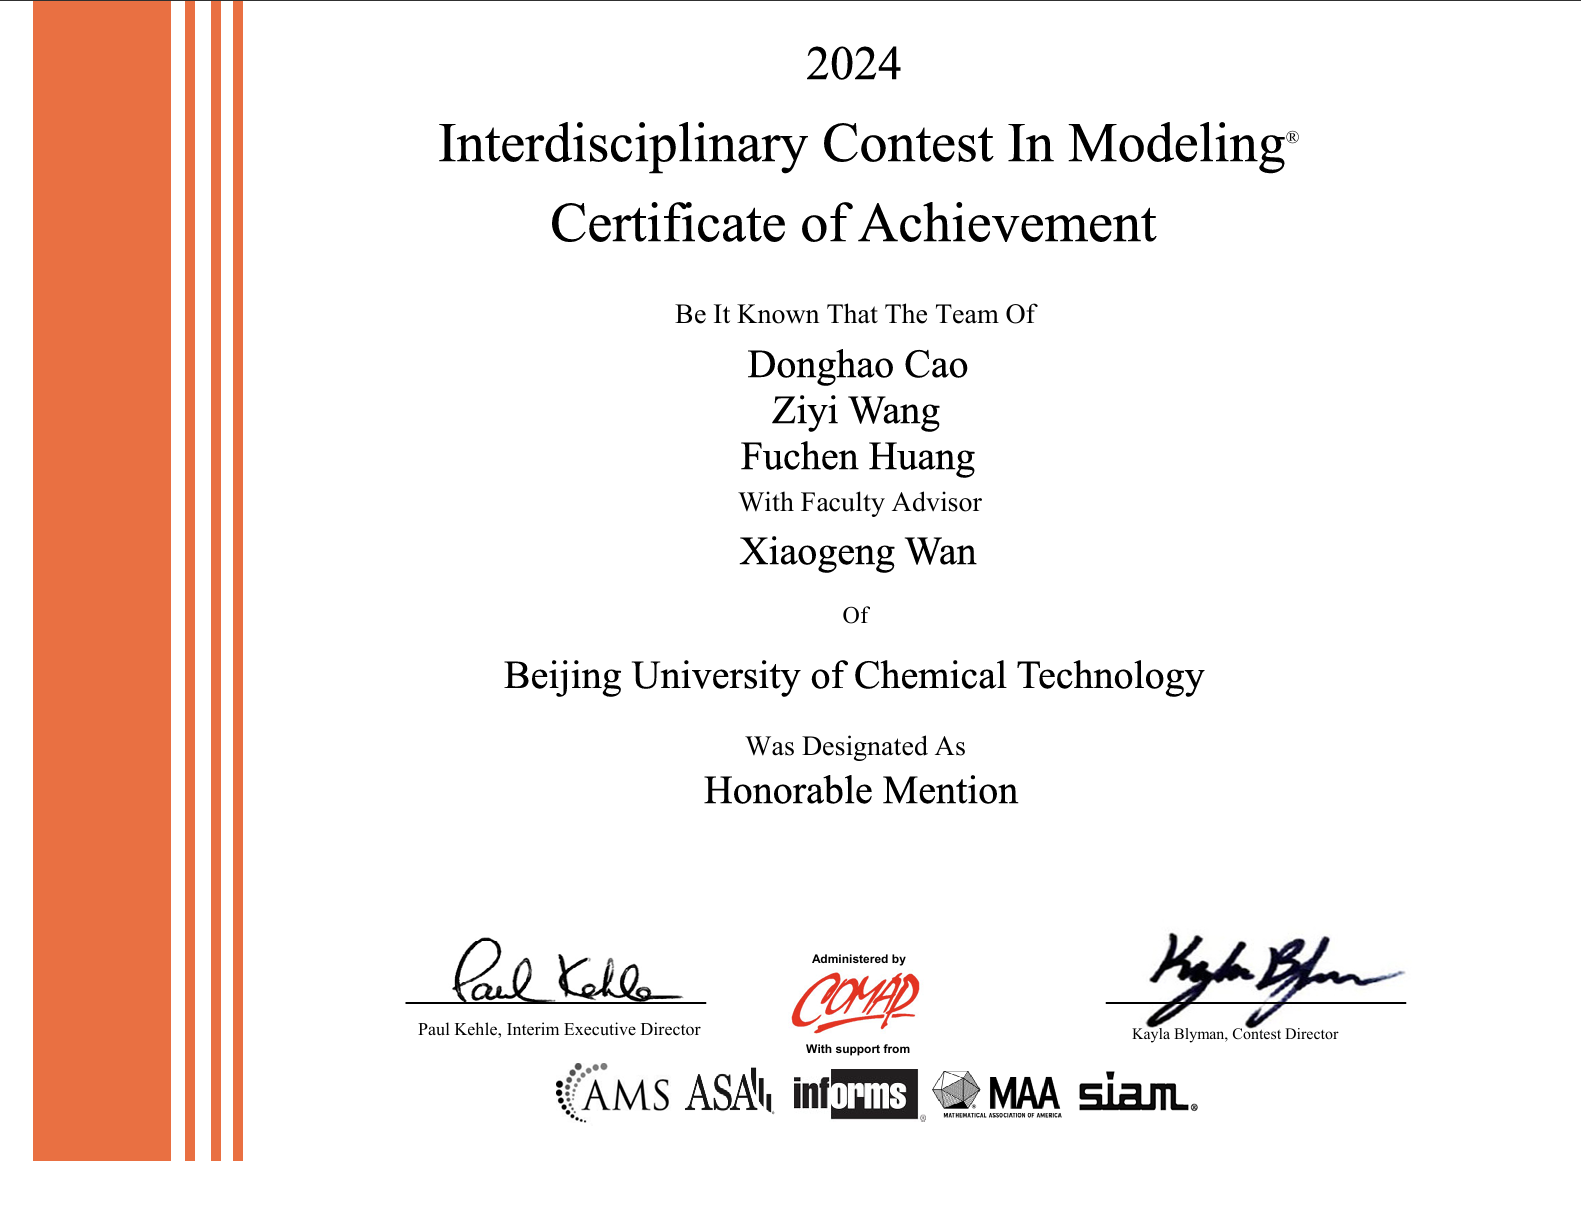 2024
Interdisciplinary Contest In Modeling®
Certificate of Achievement
Be It Known That The Team Of
Donghao Cao
Ziyi Wang
Fuchen Huang
With Faculty Advisor
Xiaogeng Wan
Of
Beijing University of Chemical Technology
Was Designated As
Honorable Mention
Paul Kehle
Paul Kehle, Interim Executive Director
Administered by
COMAP
With support from
Kayla Blyman
Kayla Blyman, Contest Director
AMS ASA informs® MAA siam®
MATHEMATICAL ASSOCIATION OF AMERICA